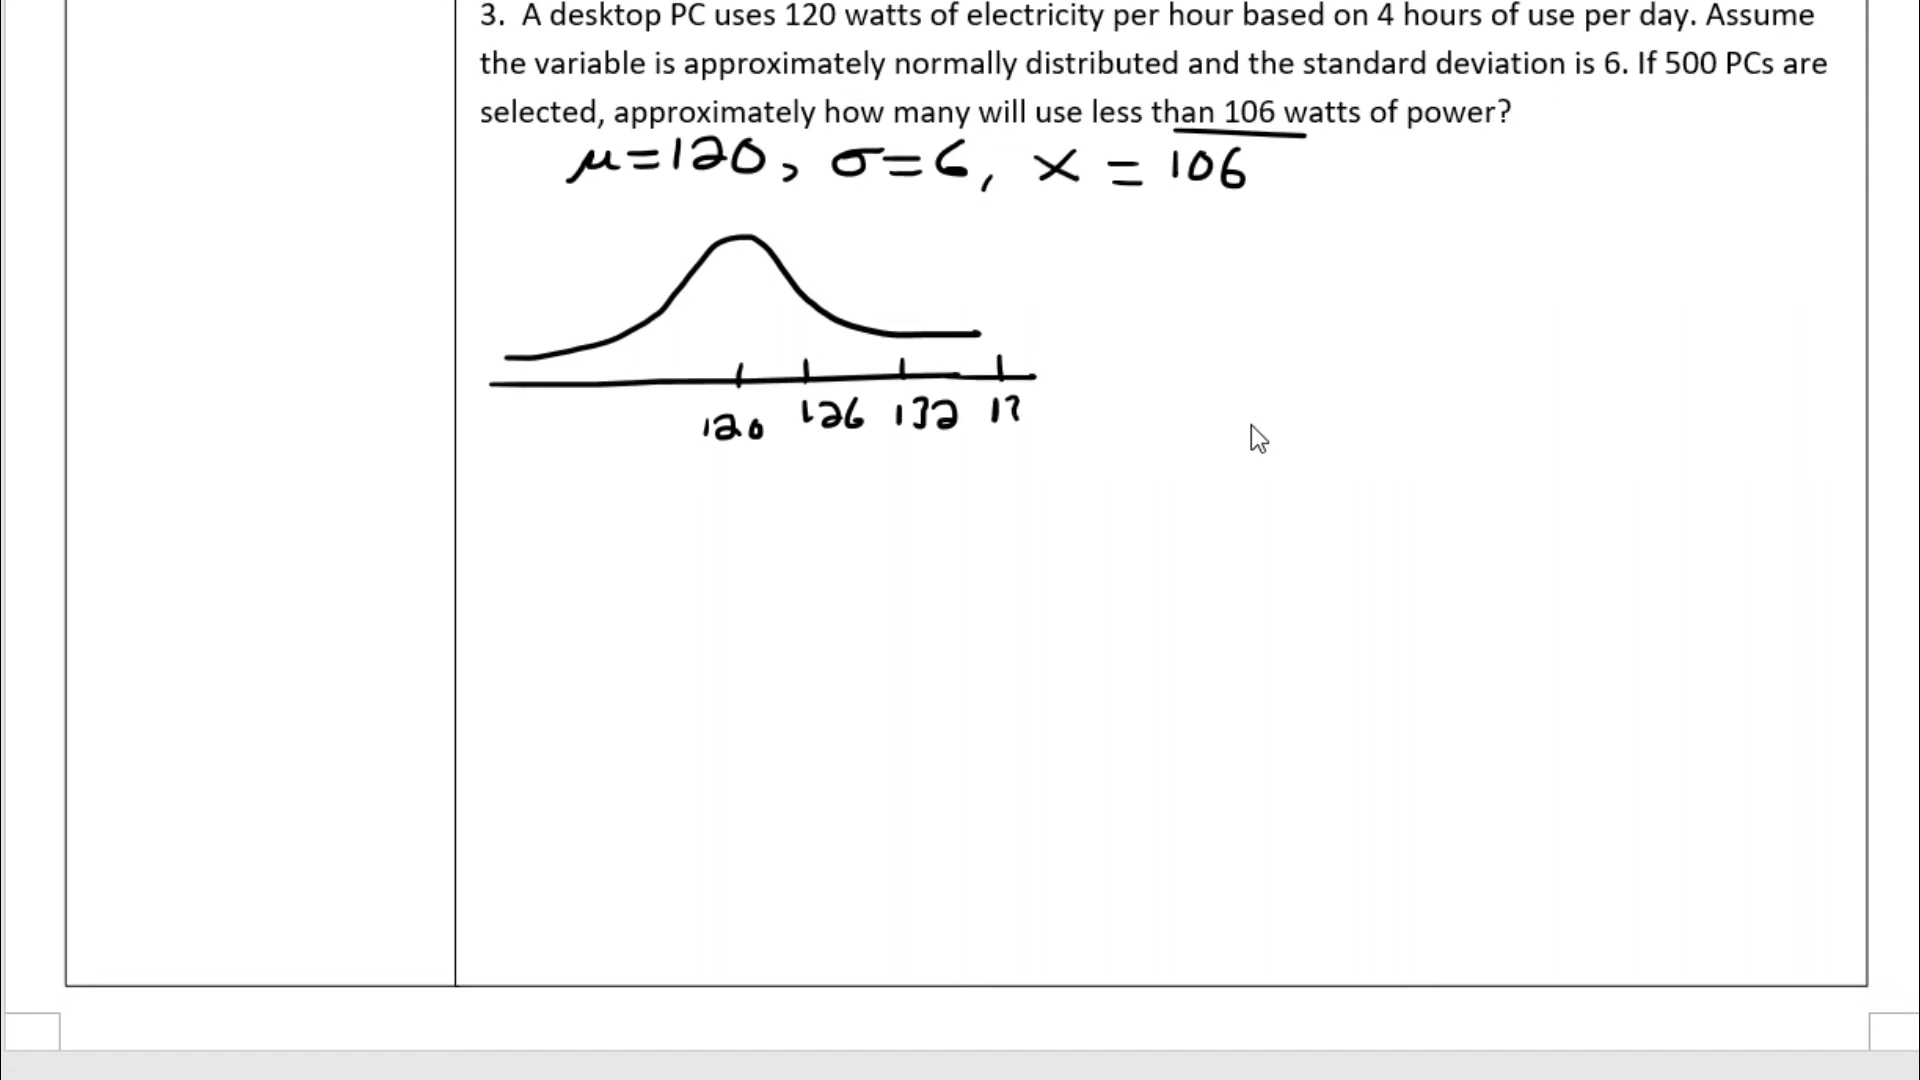 3. A desktop PC uses 120 watts of electricity per hour based on 4 hours of use per day. Assume
the variable is approximately normally distributed and the standard deviation is 6. If 500 PCs are
selected, approximately how many will use less than 106 watts of power?
μ=120, σ=6, x = 106
120 126 132 13